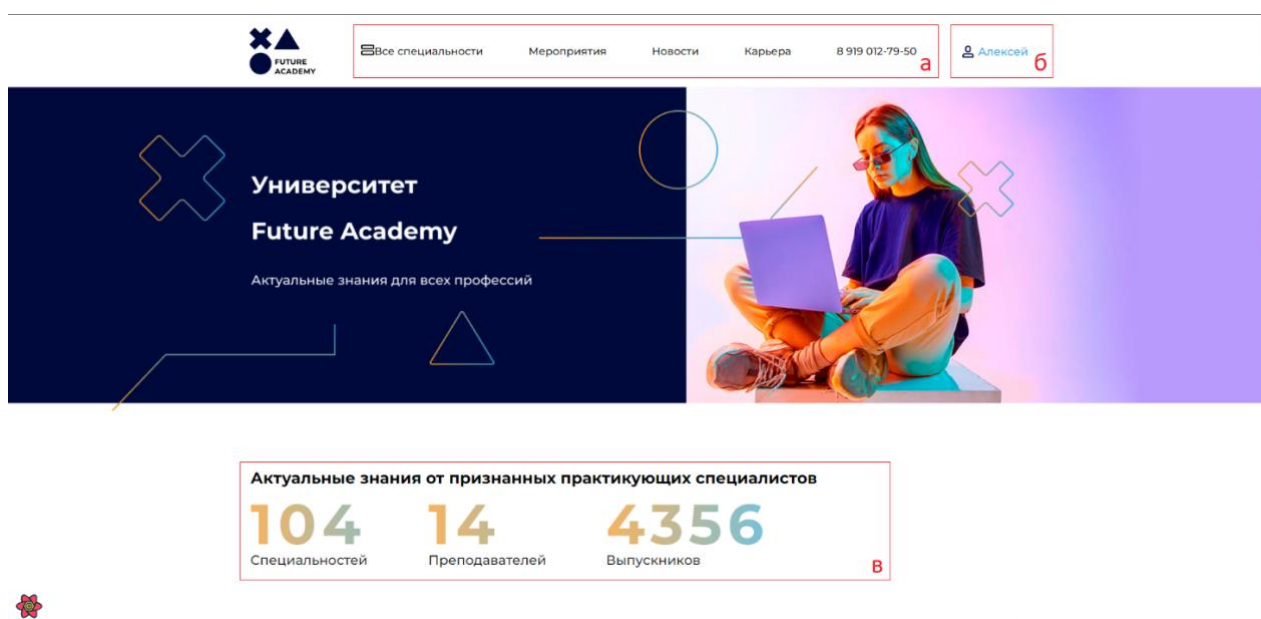 FUTURE
ACADEMY
Все специальности Мероприятия Новости Карьера 8 919 012-79-50 а
Алексей б
Университет
Future Academy
Актуальные знания для всех профессий
Актуальные знания от признанных практикующих специалистов
104 14 4356
Специальностей Преподавателей Выпускников
в